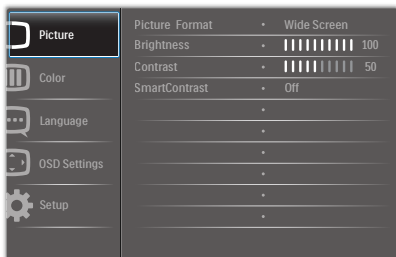 Picture
Color
Language
OSD Settings
Setup
Picture Format • Wide Screen
Brightness • 100
Contrast • 50
SmartContrast • Off
•
•
•
•
•
•